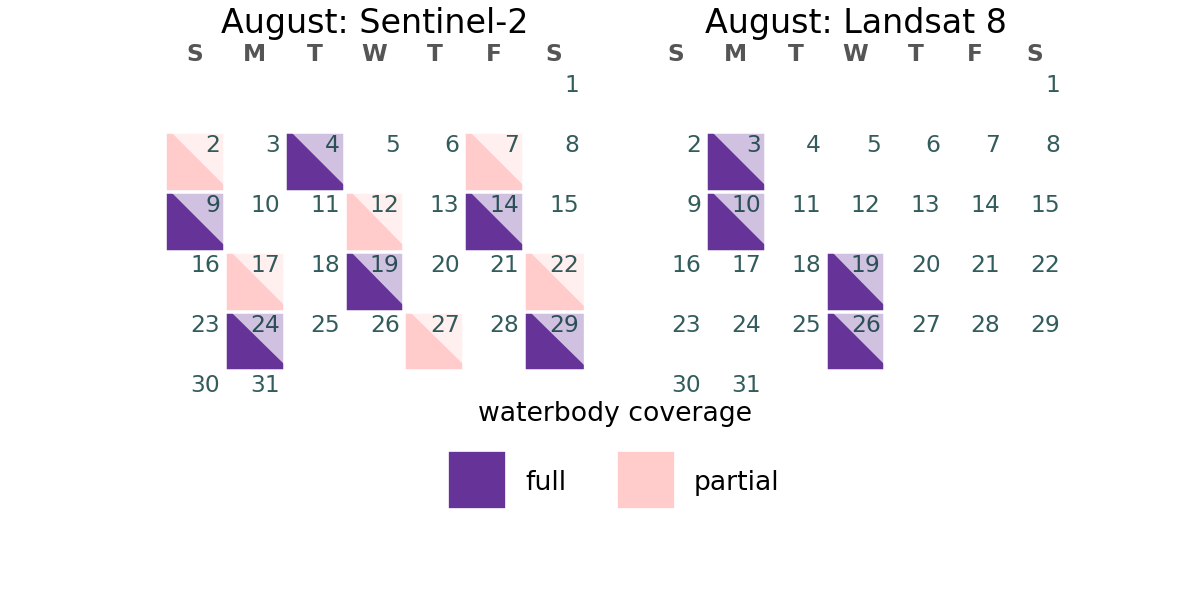 August: Sentinel-2
S M T W T F S
1
2 3 4 5 6 7 8
9 10 11 12 13 14 15
16 17 18 19 20 21 22
23 24 25 26 27 28 29
30 31
August: Landsat 8
S M T W T F S
1
2 3 4 5 6 7 8
9 10 11 12 13 14 15
16 17 18 19 20 21 22
23 24 25 26 27 28 29
30 31
waterbody coverage
full partial